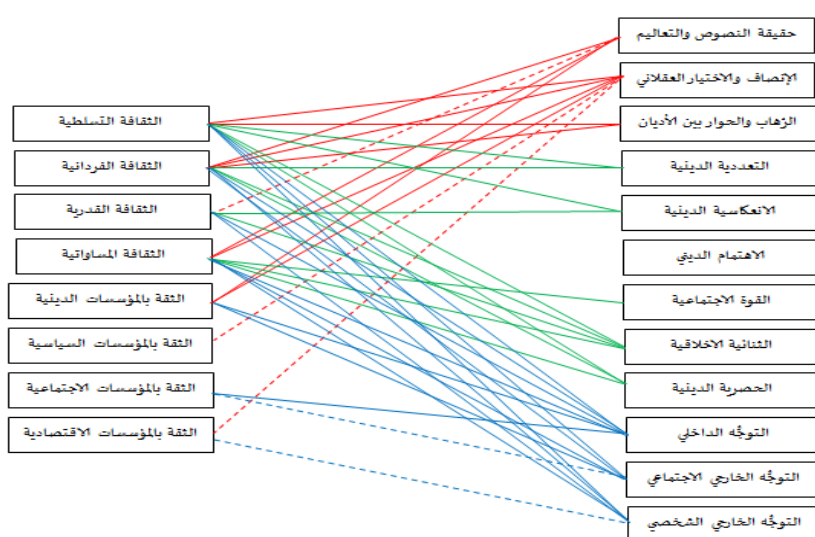 حقيقة النصوص والتعاليم
الإنصاف والاختيار العقلاني
الرّهاب والحوار بين الأديان
التعددية الدينية
الانعكاسية الدينية
الاهتمام الديني
القوة الاجتماعية
الثنائية الاخلاقية
الحصرية الدينية
التوجُّه الداخلي
التوجُّه الخارجي الاجتماعي
التوجُّه الخارجي الشخصي
الثقافة التسلطية
الثقافة الفردانية
الثقافة القدرية
الثقافة المساواتية
الثقة بالمؤسسات الدينية
الثقة بالمؤسسات السياسية
الثقة بالمؤسسات الاجتماعية
الثقة بالمؤسسات الاقتصادية